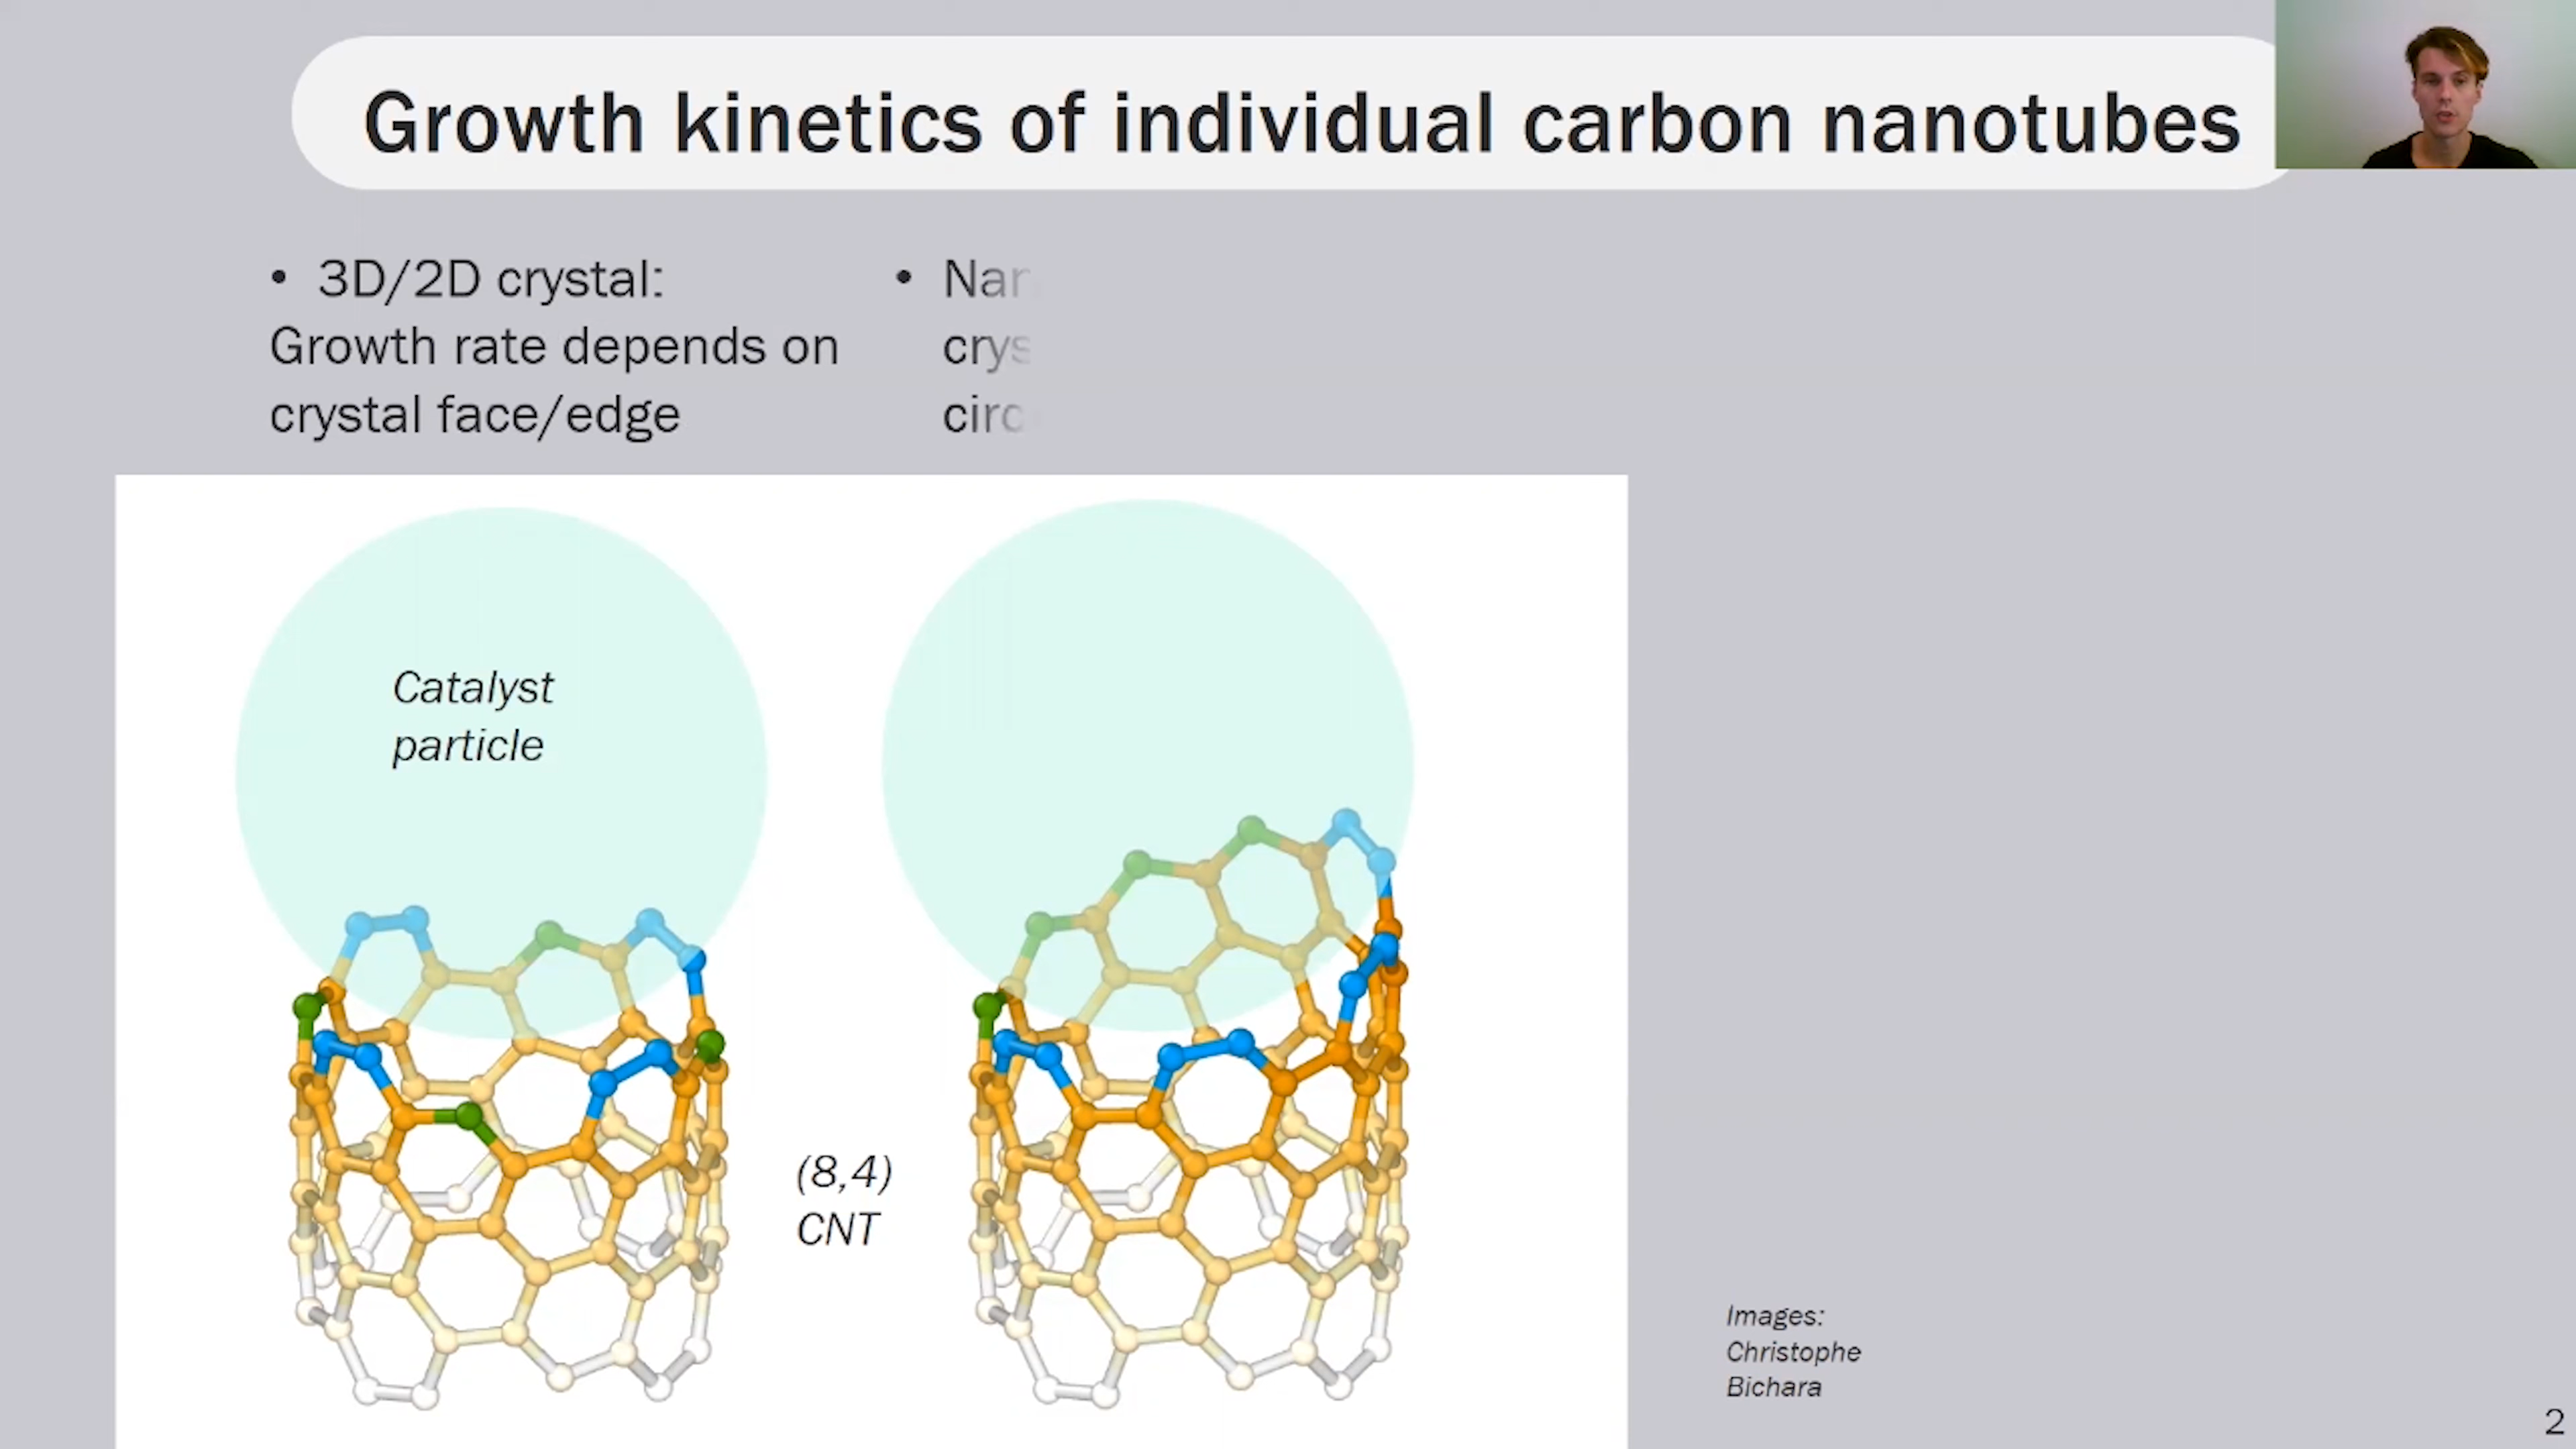 Growth kinetics of individual carbon nanotubes
• 3D/2D crystal:
Growth rate depends on
crystal face/edge
Catalyst
particle
(8,4)
CNT
Images:
Christophe
Bichara
2